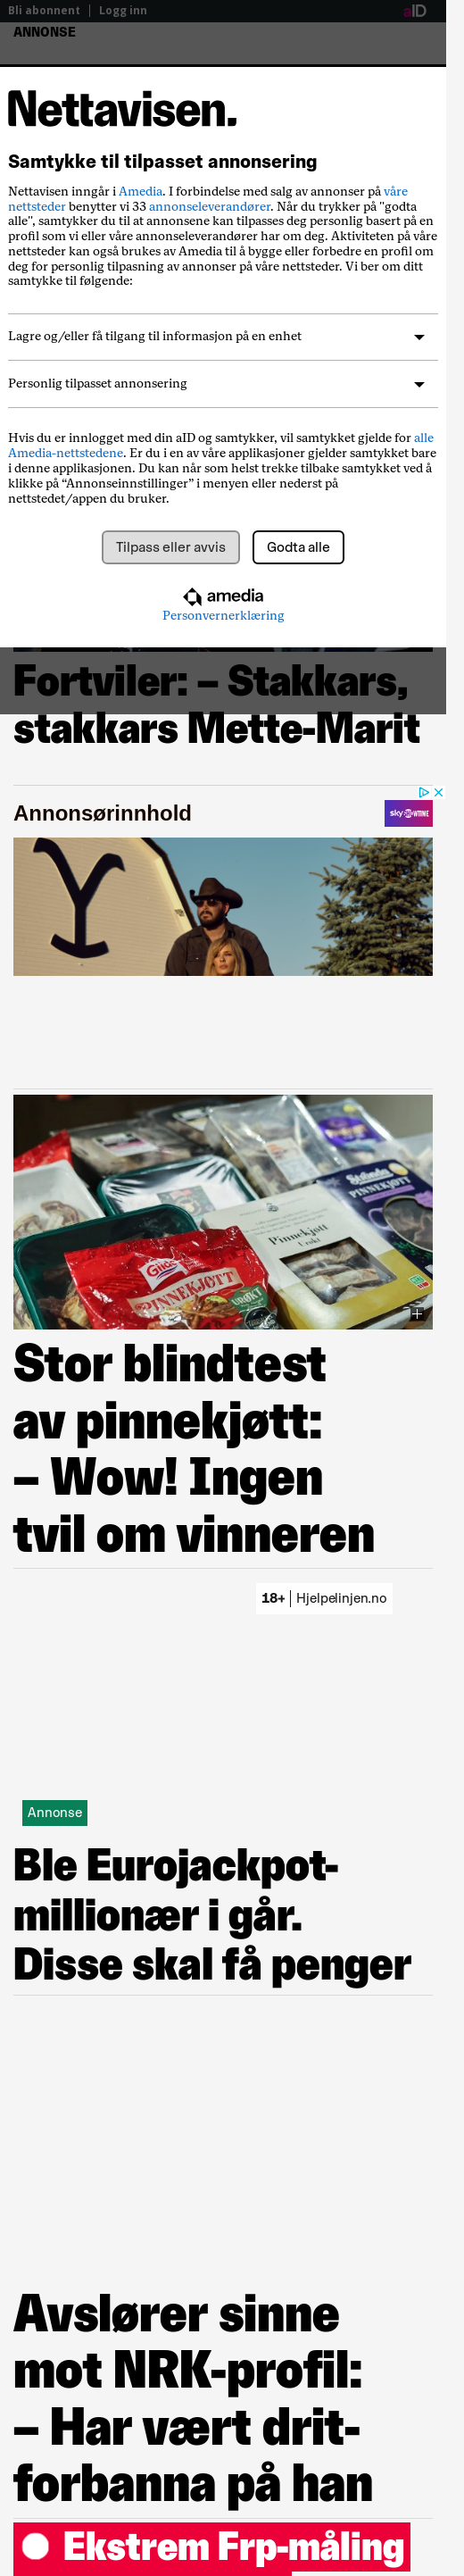 Bli abonnent | Logg inn aID
ANNONSE
Nettavisen.
Samtykke til tilpasset annonsering
Nettavisen inngår i Amedia. I forbindelse med salg av annonser på våre
nettsteder benytter vi 33 annonseleverandører. Når du trykker på "godta
alle", samtykker du til at annonsene kan tilpasses deg personlig basert på en
profil som vi eller våre annonseleverandører har om deg. Aktiviteten på våre
nettsteder kan også brukes av Amedia til å bygge eller forbedre en profil om
deg for personlig tilpasning av annonser på våre nettsteder. Vi ber om ditt
samtykke til følgende:
Lagre og/eller få tilgang til informasjon på en enhet
Personlig tilpasset annonsering
Hvis du er innlogget med din aID og samtykker, vil samtykket gjelde for alle
Amedia-nettstedene. Er du i en av våre applikasjoner gjelder samtykket bare
i denne applikasjonen. Du kan når som helst trekke tilbake samtykket ved å
klikke på “Annonseinnstillinger” i menyen eller nederst på
nettstedet/appen du bruker.
Tilpass eller avvis Godta alle
amedia
Personvernerklæring
Fortviler: – Stakkars,
stakkars Mette-Marit
Annonsørinnhold
sky SHOWTIME
Y
Gilde
PINNEKJØTT
URØKT
Pinnekjøtt
Urøkt
PINNEKJØTT
Stor blindtest
av pinnekjøtt:
– Wow! Ingen
tvil om vinneren
18+ | Hjelpelinjen.no
Annonse
Ble Eurojackpot-
millionær i går.
Disse skal få penger
Avslører sinne
mot NRK-profil:
– Har vært drit-
forbanna på han
Ekstrem Frp-måling